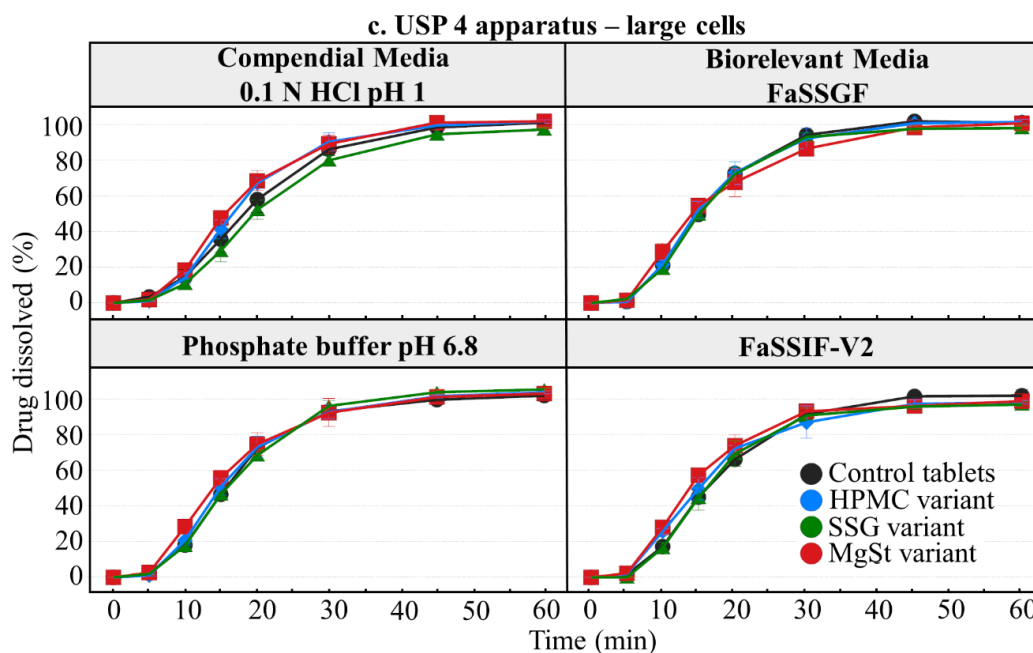 c. USP 4 apparatus – large cells
Compendial Media
0.1 N HCl pH 1
Biorelevant Media
FaSSGF
100
80
60
40
20
0
Phosphate buffer pH 6.8
FaSSIF-V2
100
80
60
40
20
0
Control tablets
HPMC variant
SSG variant
MgSt variant
0 10 20 30 40 50 60
0 10 20 30 40 50 60
Time (min)
Drug dissolved (%)